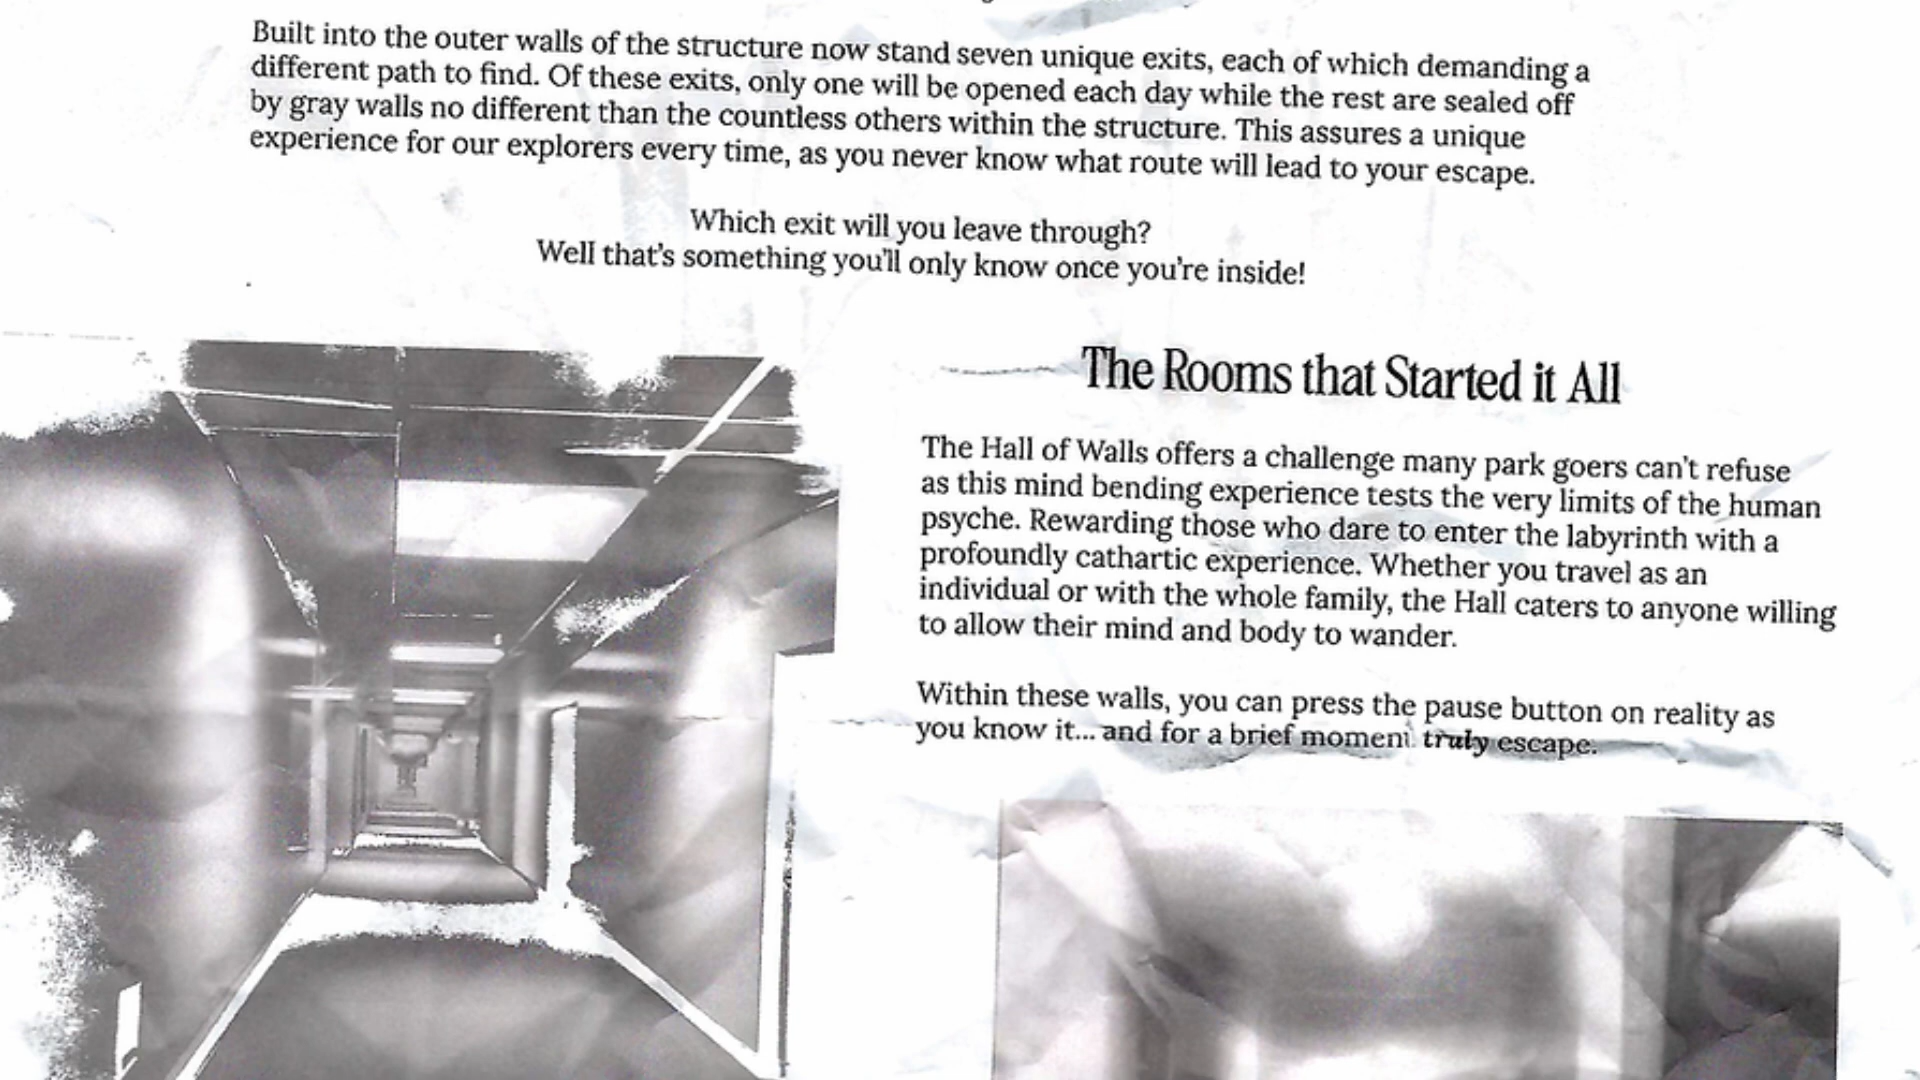 Built into the outer walls of the structure now stand seven unique exits, each of which demanding a
different path to find. Of these exits, only one will be opened each day while the rest are sealed off
by gray walls no different than the countless others within the structure. This assures a unique
experience for our explorers every time, as you never know what route will lead to your escape.
Which exit will you leave through?
Well that's something you'll only know once you're inside!
The Rooms that Started it All
The Hall of Walls offers a challenge many park goers can't refuse
as this mind bending experience tests the very limits of the human
psyche. Rewarding those who dare to enter the labyrinth with a
profoundly cathartic experience. Whether you travel as an
individual or with the whole family, the Hall caters to anyone willing
to allow their mind and body to wander.
Within these walls, you can press the pause button on reality as
you know it... and for a brief moment truly escape.